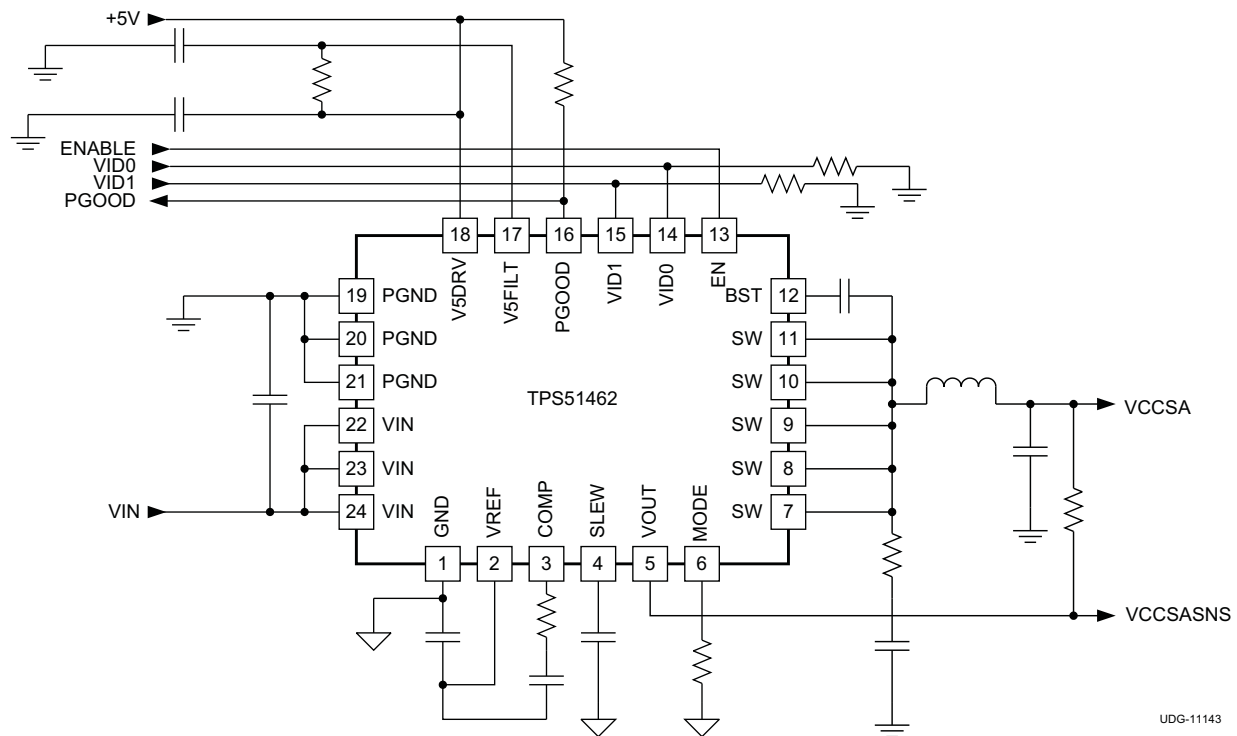 +5V
ENABLE
VID0
VID1
PGOOD
18 17 16 15 14 13
V5DRV V5FILT PGOOD VID1 VID0 EN
19 PGND
20 PGND
21 PGND
22 VIN
23 VIN
24 VIN
VIN
TPS51462
BST 12
SW 11
SW 10
SW 9
SW 8
SW 7
VCCSA
GND VREF COMP SLEW VOUT MODE
1 2 3 4 5 6
VCCSASNS
UDG-11143